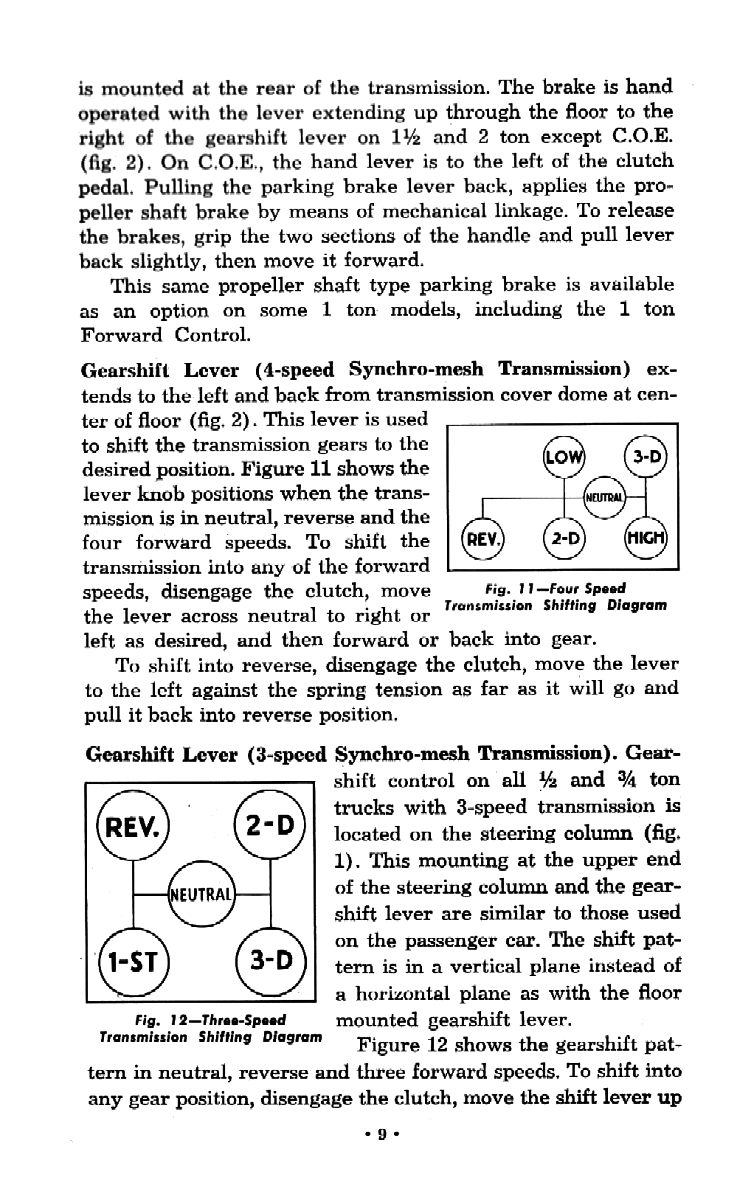 is mounted at the rear of the transmission. The brake is hand
operated with the lever extending up through the floor to the
right of the gearshift lever on 1½ and 2 ton except C.O.E.
(fig. 2). On C.O.E., the hand lever is to the left of the clutch
pedal. Pulling the parking brake lever back, applies the pro-
peller shaft brake by means of mechanical linkage. To release
the brakes, grip the two sections of the handle and pull lever
back slightly, then move it forward.
This same propeller shaft type parking brake is available
as an option on some 1 ton models, including the 1 ton
Forward Control.
Gearshift Lever (4-speed Synchro-mesh Transmission) ex-
tends to the left and back from transmission cover dome at cen-
ter of floor (fig. 2). This lever is used
to shift the transmission gears to the
desired position. Figure 11 shows the
lever knob positions when the trans-
mission is in neutral, reverse and the
four forward speeds. To shift the
transmission into any of the forward
speeds, disengage the clutch, move
the lever across neutral to right or
left as desired, and then forward or back into gear.
LOW 3-D
NEUTRAL
REV. 2-D HIGH
Fig. 11—Four Speed
Transmission Shifting Diagram
To shift into reverse, disengage the clutch, move the lever
to the left against the spring tension as far as it will go and
pull it back into reverse position.
Gearshift Lever (3-speed Synchro-mesh Transmission). Gear-
shift control on all ½ and ¾ ton
trucks with 3-speed transmission is
located on the steering column (fig.
1). This mounting at the upper end
of the steering column and the gear-
shift lever are similar to those used
on the passenger car. The shift pat-
tern is in a vertical plane instead of
a horizontal plane as with the floor
mounted gearshift lever.
REV. 2-D
NEUTRAL
1-ST 3-D
Fig. 12—Three-Speed
Transmission Shifting Diagram
Figure 12 shows the gearshift pat-
tern in neutral, reverse and three forward speeds. To shift into
any gear position, disengage the clutch, move the shift lever up
• 9 •